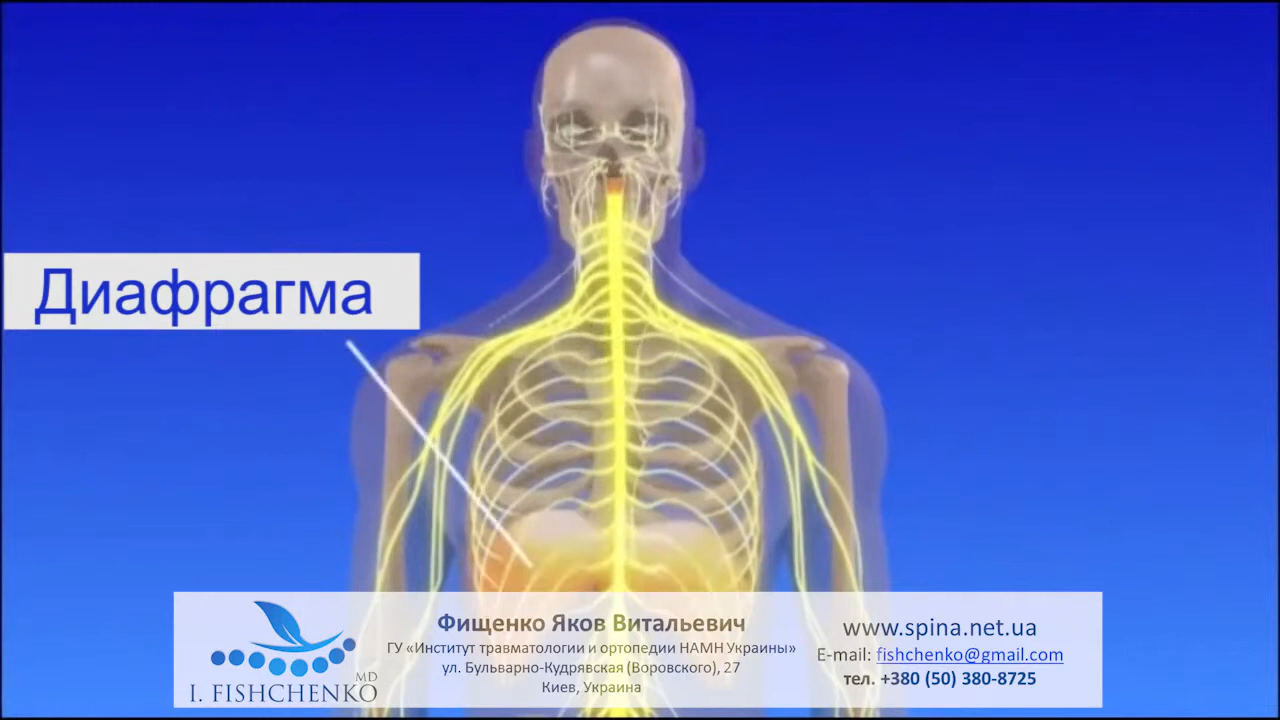 Диафрагма
I. FISHCHENKO MD
Фищенко Яков Витальевич
ГУ «Институт травматологии и ортопедии НАМН Украины»
ул. Бульварно-Кудрявская (Воровского), 27
Киев, Украина
www.spina.net.ua
E-mail: fishchenko@gmail.com
тел. +380 (50) 380-8725